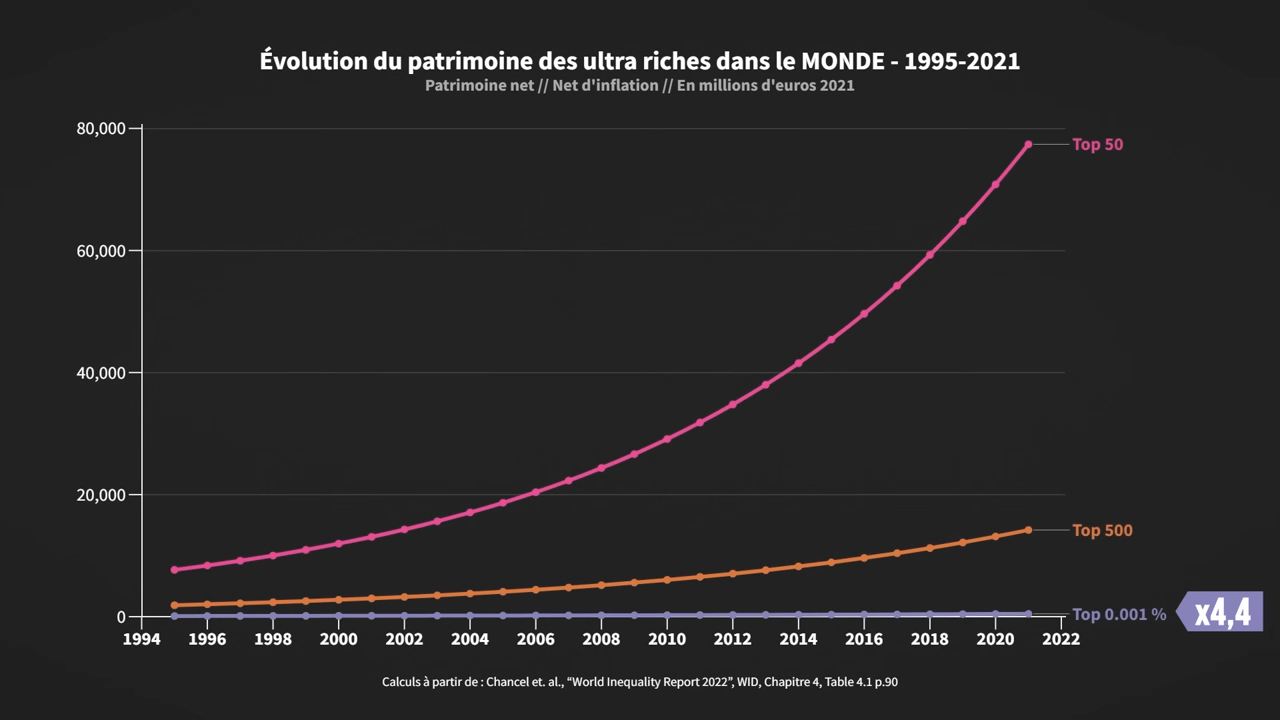 Évolution du patrimoine des ultra riches dans le MONDE - 1995-2021
Patrimoine net // Net d'inflation // En millions d'euros 2021
80,000
Top 50
60,000
40,000
20,000
Top 500
0
Top 0.001 %
x4,4
1994 1996 1998 2000 2002 2004 2006 2008 2010 2012 2014 2016 2018 2020 2022
Calculs à partir de : Chancel et. al., “World Inequality Report 2022”, WID, Chapitre 4, Table 4.1 p.90